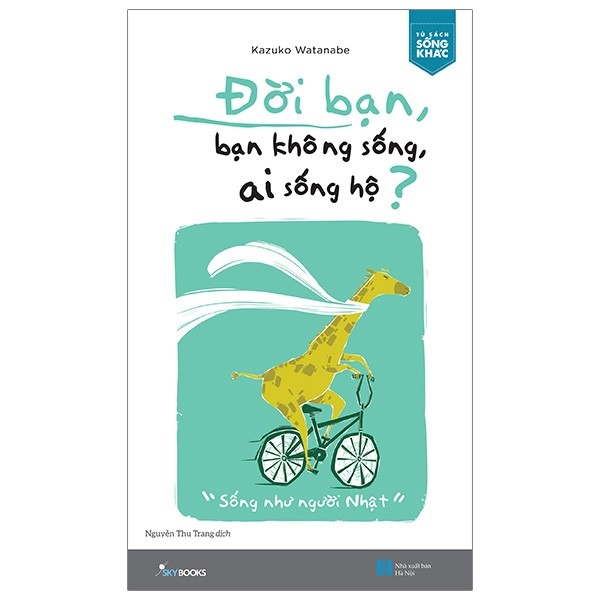 TỦ SÁCH
SỐNG
KHÁC
Kazuko Watanabe
Đời bạn,
bạn không sống,
ai sống hộ?
"Sống như người Nhật"
Nguyễn Thu Trang dịch
SKYBOOKS
Nhà xuất bản
Hà Nội